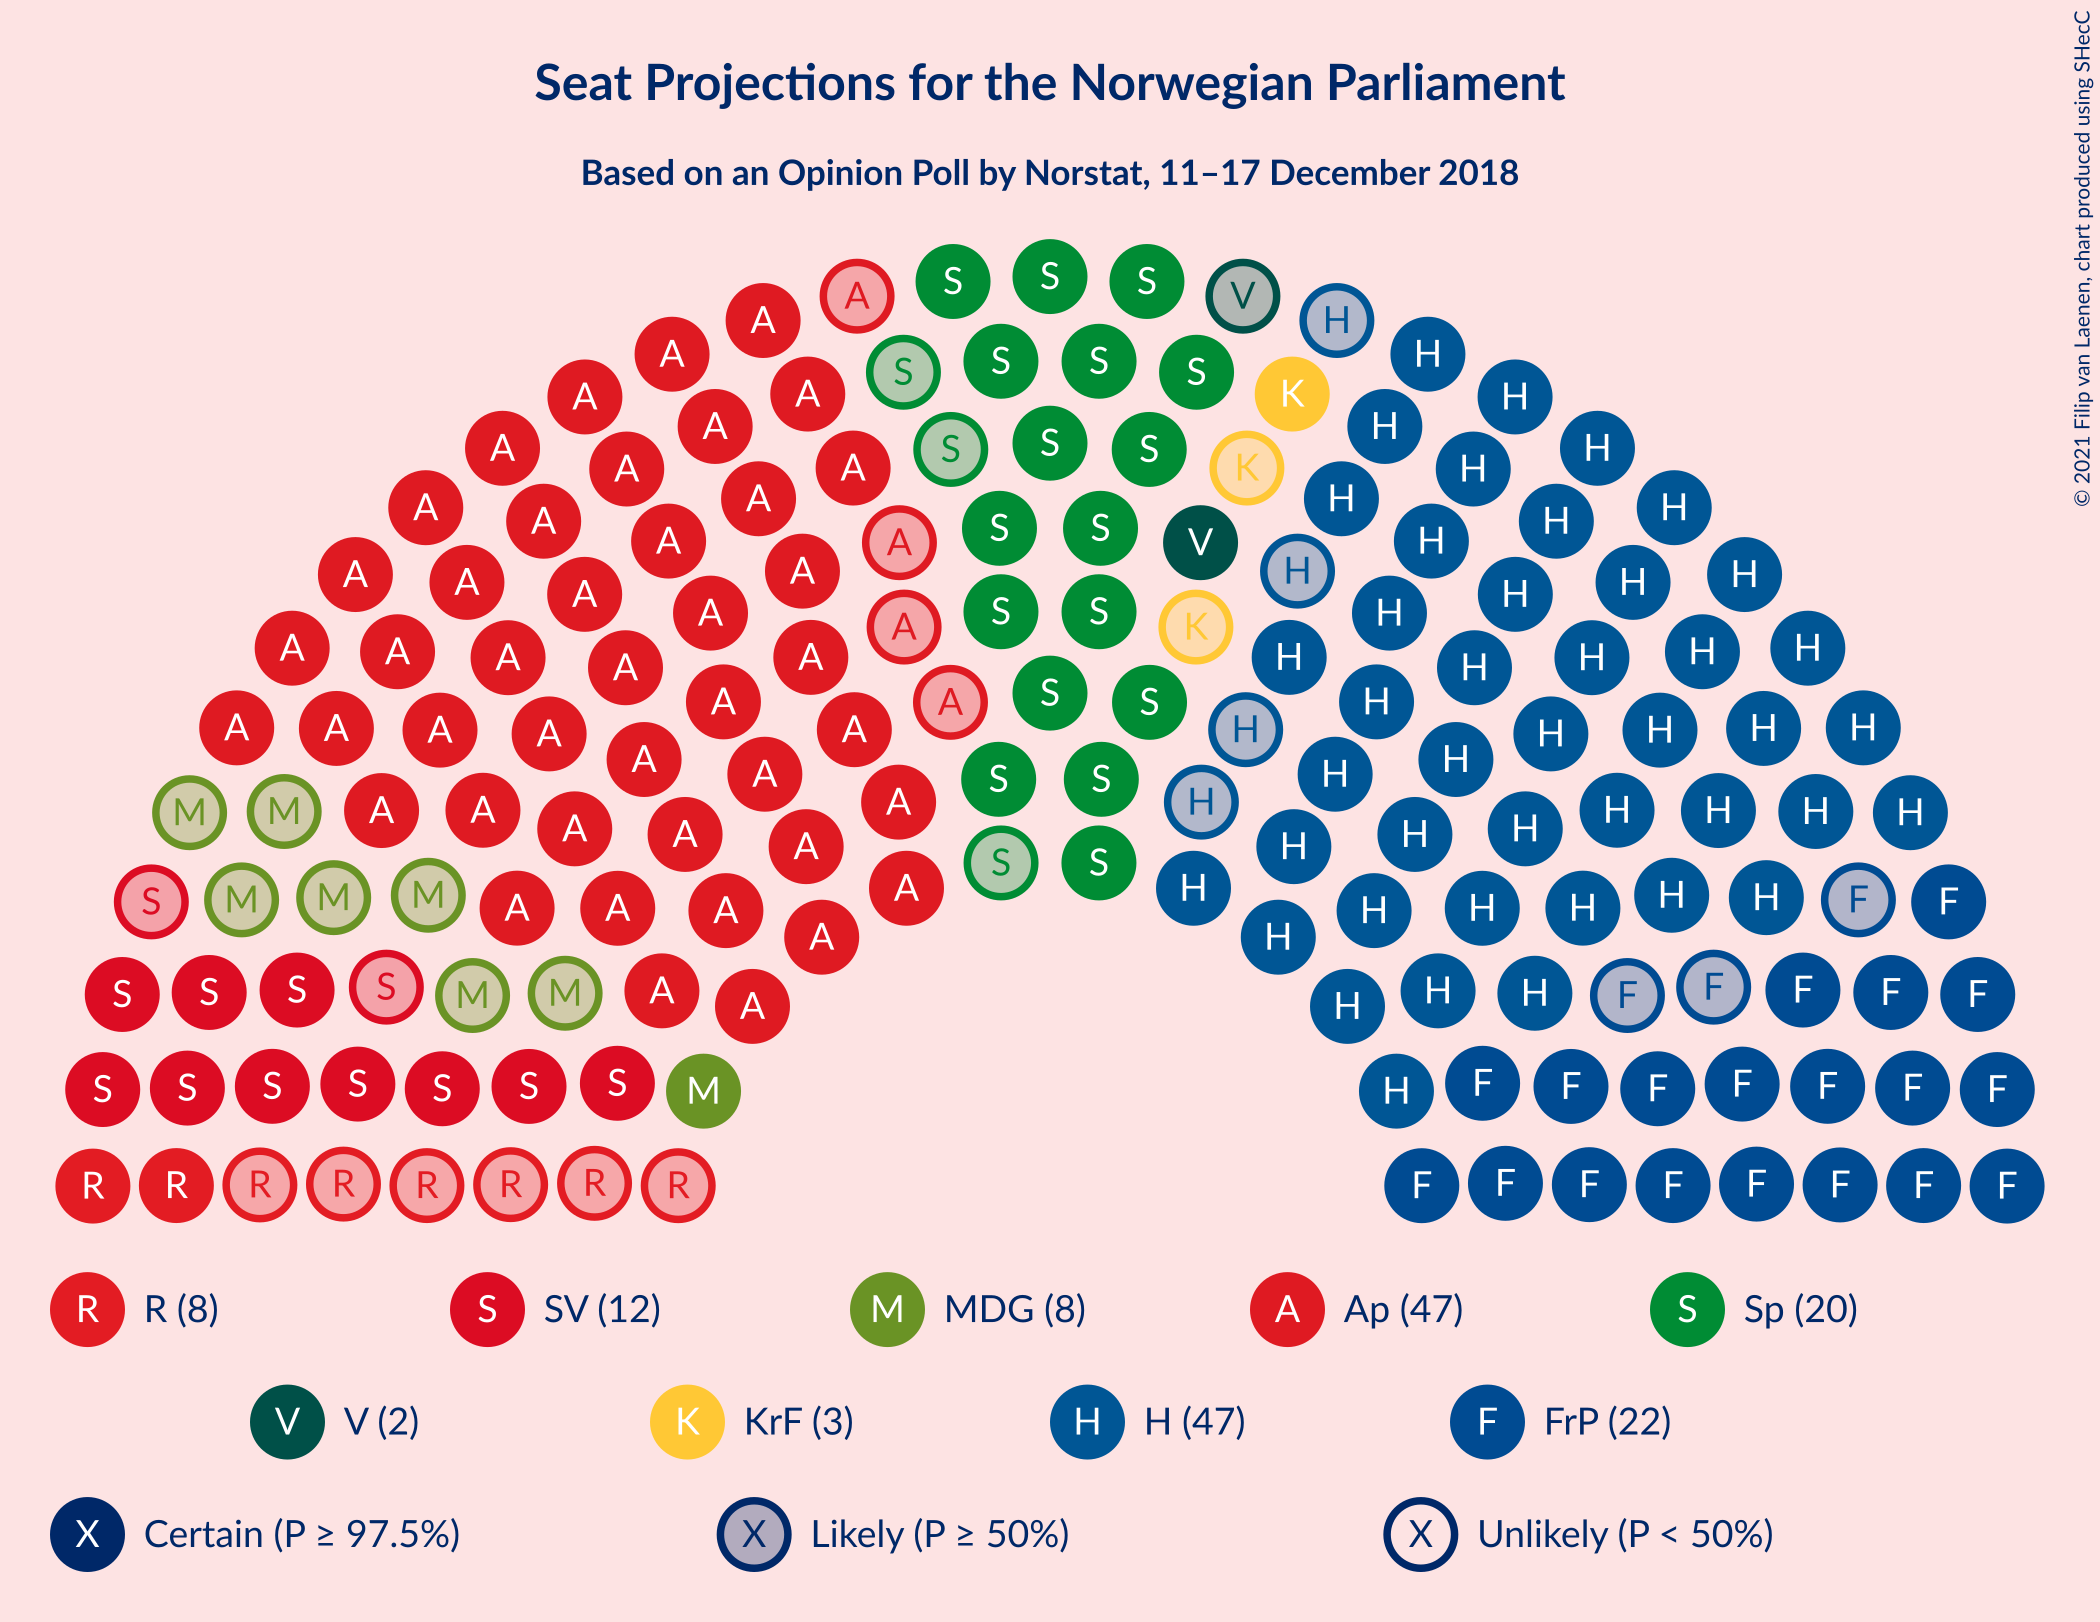 © 2021 Filip van Laenen, chart produced using SHecC
Seat Projections for the Norwegian Parliament
Based on an Opinion Poll by Norstat, 11–17 December 2018
A S S S V
A H
A S S S S H
A A K H
A A S S S H H
A A K H
A A H H
A A A S S V H H
A A A A H H H H
A A S S K H
A A A A A H H H H H
A A S S H
A A A A A H H H H H
A A S S H H
M M A A A A A H H H H H H H
A S S H
S M M M A A A A H H H H H H F F
A H
S S S S M M A A H H H F F F F F
S S S S S S S M H F F F F F F F
R R R R R R R R F F F F F F F F
R R (8) S SV (12) M MDG (8) A Ap (47) S Sp (20)
V V (2) K KrF (3) H H (47) F FrP (22)
X Certain (P ≥ 97.5%) X Likely (P ≥ 50%) X Unlikely (P < 50%)